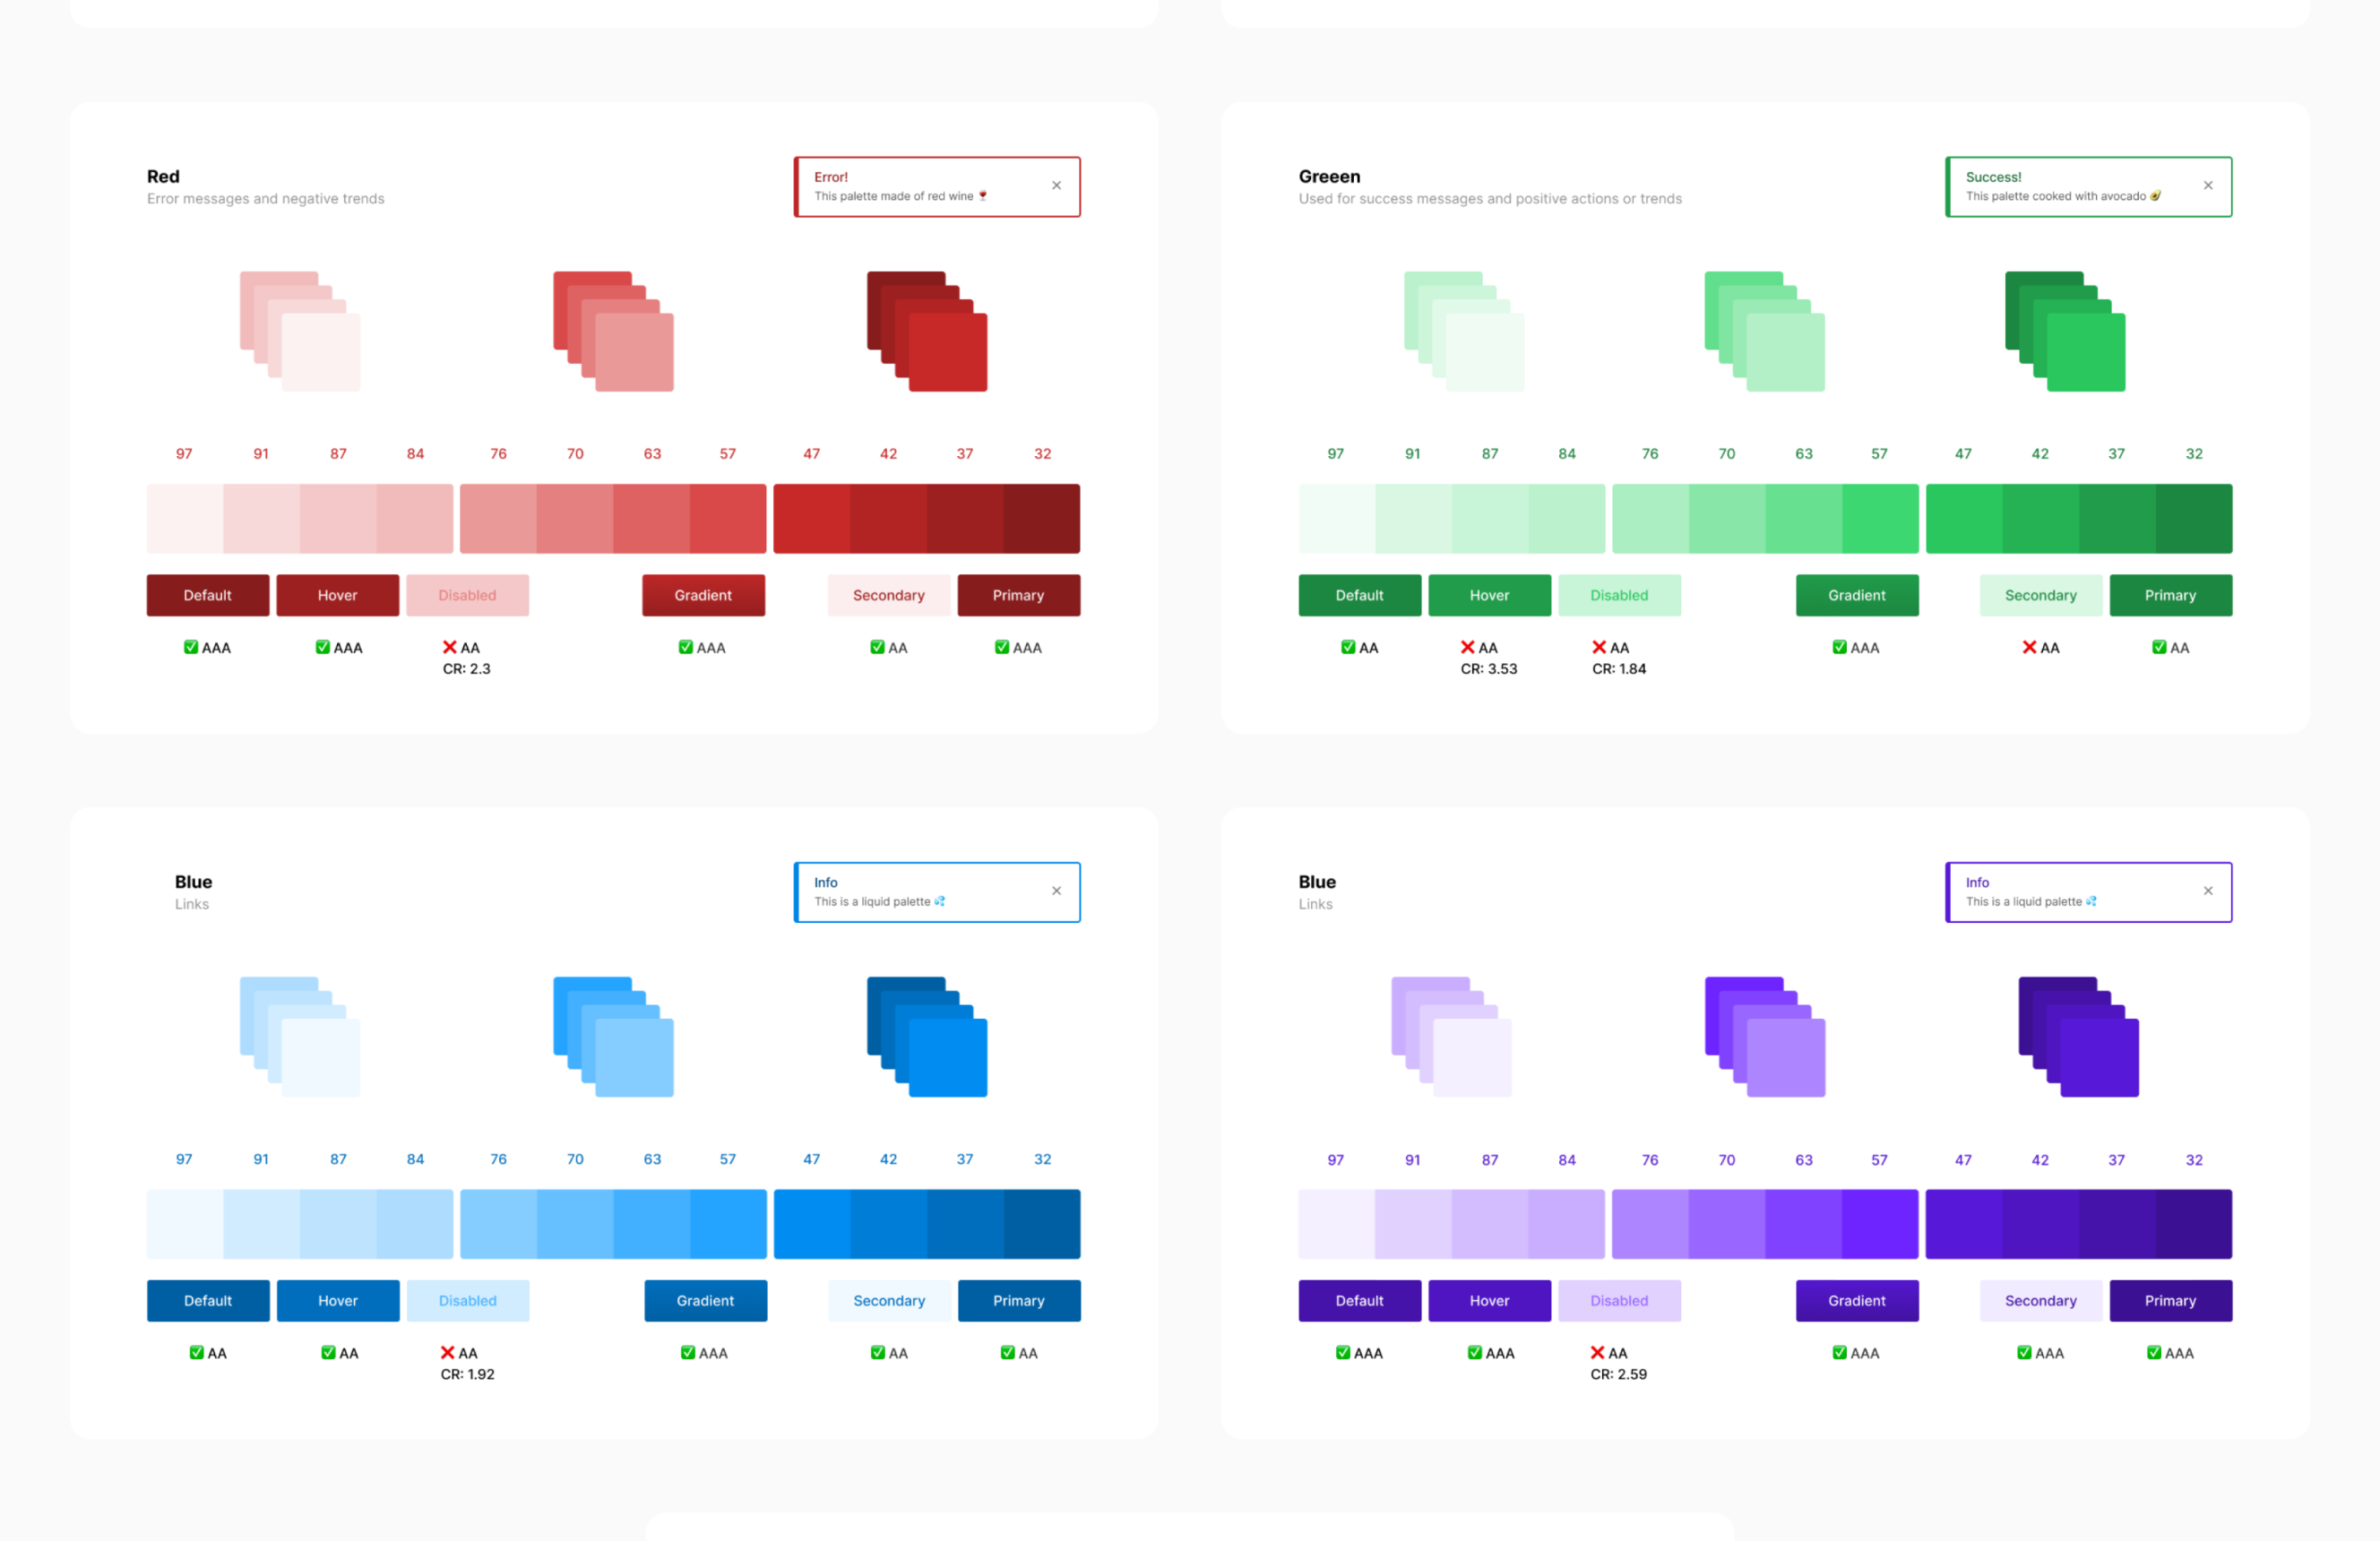 Red
Error messages and negative trends
Error!
This palette made of red wine 🍷
97 91 87 84 76 70 63 57 47 42 37 32
Default Hover Disabled Gradient Secondary Primary
✅ AAA ✅ AAA ❌ AA ✅ AAA ✅ AA ✅ AAA
CR: 2.3
Greeen
Used for success messages and positive actions or trends
Success!
This palette cooked with avocado 🥑
97 91 87 84 76 70 63 57 47 42 37 32
Default Hover Disabled Gradient Secondary Primary
✅ AA ❌ AA ❌ AA ✅ AAA ❌ AA ✅ AA
CR: 3.53 CR: 1.84
Blue
Links
Info
This is a liquid palette 💦
97 91 87 84 76 70 63 57 47 42 37 32
Default Hover Disabled Gradient Secondary Primary
✅ AA ✅ AA ❌ AA ✅ AAA ✅ AA ✅ AA
CR: 1.92
Blue
Links
Info
This is a liquid palette 💦
97 91 87 84 76 70 63 57 47 42 37 32
Default Hover Disabled Gradient Secondary Primary
✅ AAA ✅ AAA ❌ AA ✅ AAA ✅ AAA ✅ AAA
CR: 2.59